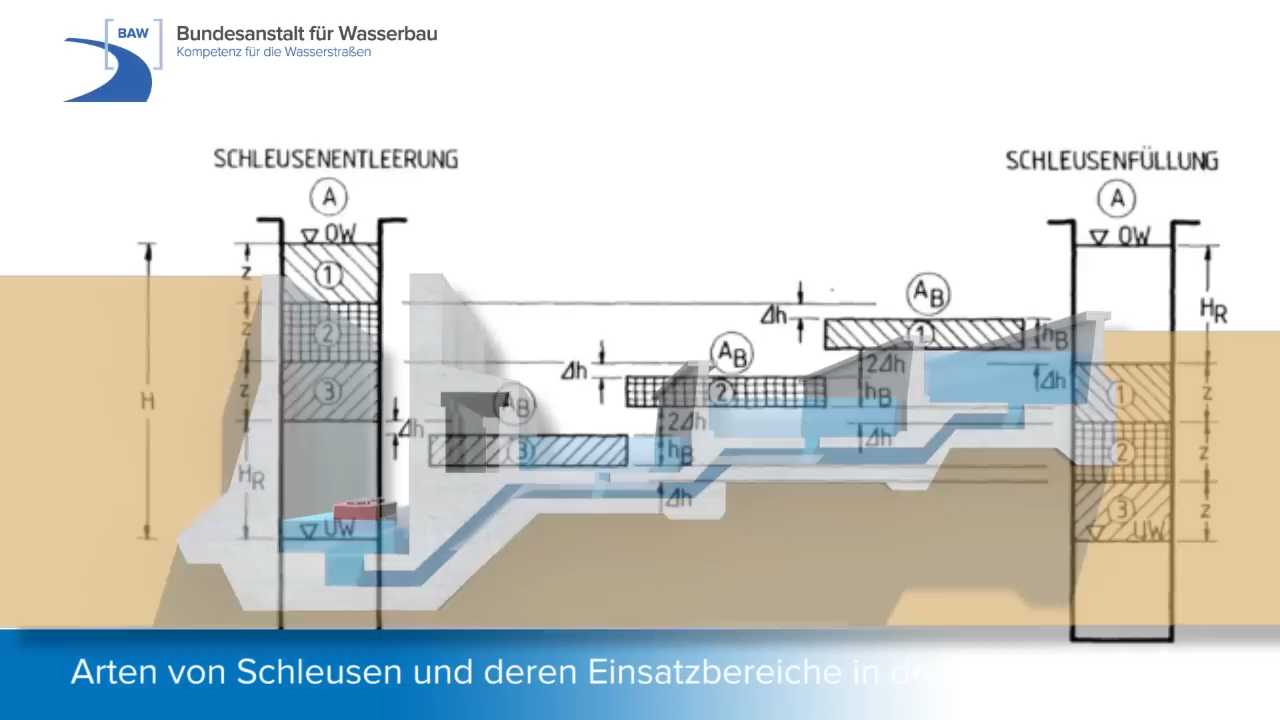 BAW
Bundesanstalt für Wasserbau
Kompetenz für die Wasserstraßen
SCHLEUSENENTLEERUNG
A
OW
H
z
z
z
HR
1
2
3
UW
Δh
AB
3
hB
Δh
Δh
AB
2
2Δh
hB
Δh
Δh
AB
1
2Δh
hB
Δh
SCHLEUSENFÜLLUNG
A
OW
HR
1
2
3
z
z
z
UW
Arten von Schleusen und deren Einsatzbereiche in de